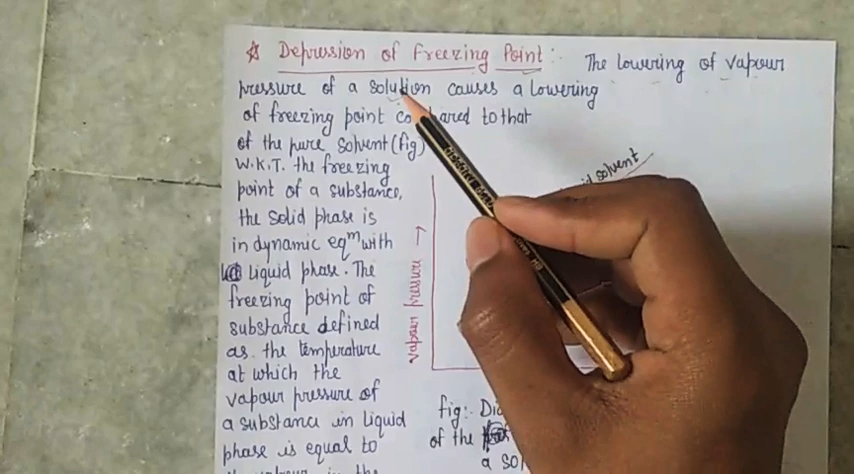 ☆ Depression of Freezing Point :- The lowering of vapour
pressure of a solution causes a lowering
of freezing point compared to that
of the pure solvent (fig)
W.K.T. the freezing
point of a substance,
the solid phase is
in dynamic eqᵐ with
liquid phase. The
freezing point of
substance defined
as the temperature
at which the
vapour pressure of
a substance in liquid
phase is equal to
solvent
vapour pressure →
fig:-
of the
a so